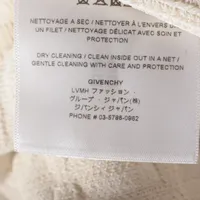 NETTOYAGE A SEC / NETTOYER À L'ENVERS DANS
UN FILET / NETTOYAGE DÉLICAT AVEC SOIN ET
PROTECTION
DRY CLEANING / CLEAN INSIDE OUT IN A NET /
GENTLE CLEANING WITH CARE AND PROTECTION
GIVENCHY
LVMH ファッション
グループ・ジャパン(株)
ジバンシィ ジャパン
PHONE # 03-5786-0962